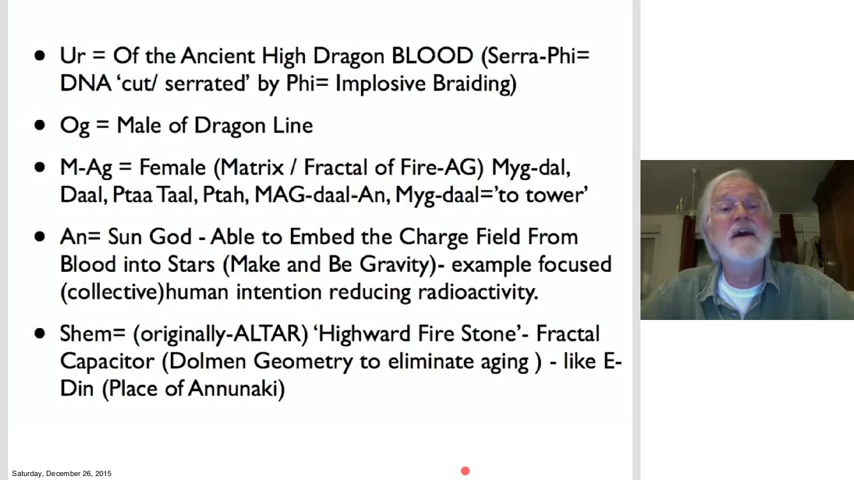 Ur = Of the Ancient High Dragon BLOOD (Serra-Phi=
DNA ‘cut/ serrated’ by Phi= Implosive Braiding)
Og = Male of Dragon Line
M-Ag = Female (Matrix / Fractal of Fire-AG) Myg-dal,
Daal, Ptaa Taal, Ptah, MAG-daal-An, Myg-daal=‘to tower’
An= Sun God - Able to Embed the Charge Field From
Blood into Stars (Make and Be Gravity)- example focused
(collective)human intention reducing radioactivity.
Shem= (originally-ALTAR) ‘Highward Fire Stone’- Fractal
Capacitor (Dolmen Geometry to eliminate aging ) - like E-
Din (Place of Annunaki)
Saturday, December 26, 2015